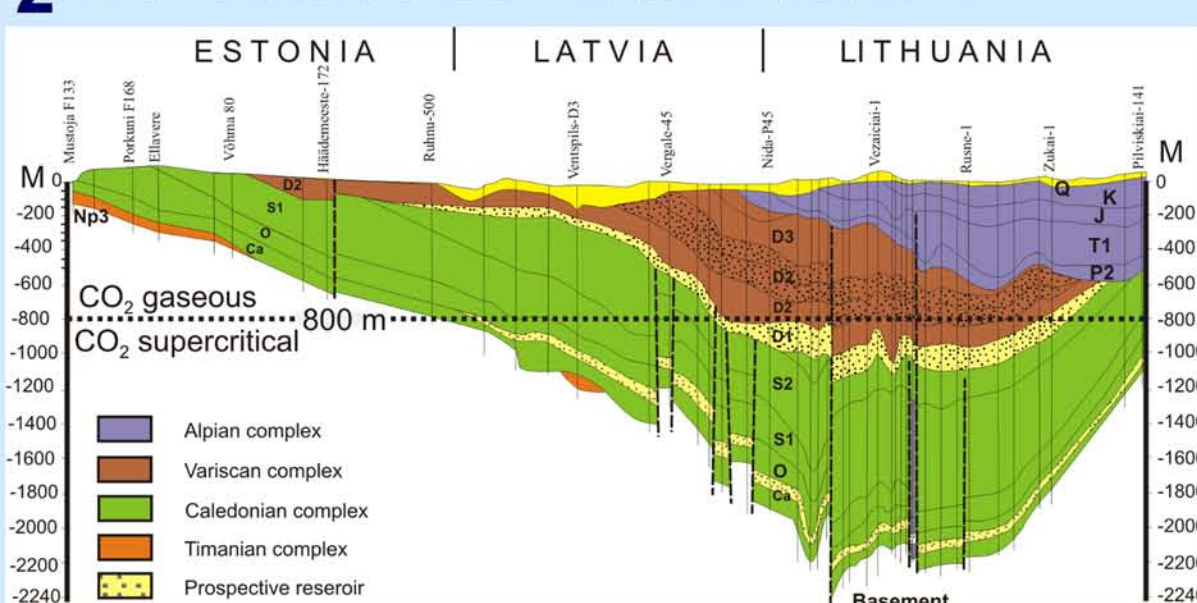 2
ESTONIA
LATVIA
LITHUANIA
Mustoja F133
Porkuni F168
Ellavere
Võhma 80
Häädemeeste-172
Ruhnu-500
Ventspils-D3
Vergale-45
Nida-P45
Vezaiciai-1
Rusne-1
Zukai-1
Pilviskiai-141
M
M
0
-200
-400
-600
-800
-1000
-1200
-1400
-1600
-1800
-2000
-2200
-2240
0
-200
-400
-600
-800
-1000
-1200
-1400
-1600
-1800
-2000
-2200
-2240
Np3
D2
S1
O
Ca
D3
D2
D2
D1
S2
S1
O
Ca
Q
K
J
T1
P2
CO2 gaseous
800 m
CO2 supercritical
Alpian complex
Variscan complex
Caledonian complex
Timanian complex
Prospective reseroir
Basement